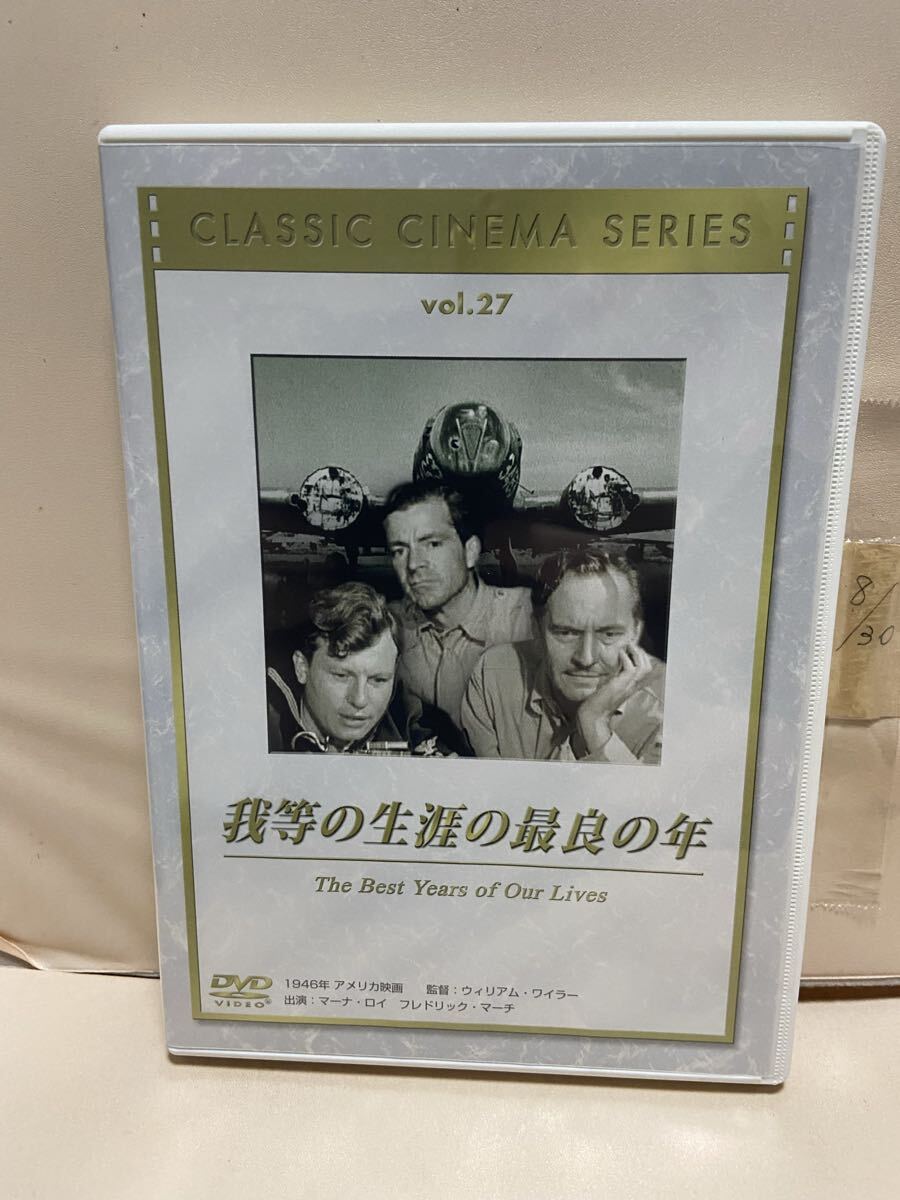 CLASSIC CINEMA SERIES
vol.27
我等の生涯の最良の年
The Best Years of Our Lives
DVD
VIDEO®
1946年 アメリカ映画　監督：ウィリアム・ワイラー
出演：マーナ・ロイ　フレドリック・マーチ
8/30